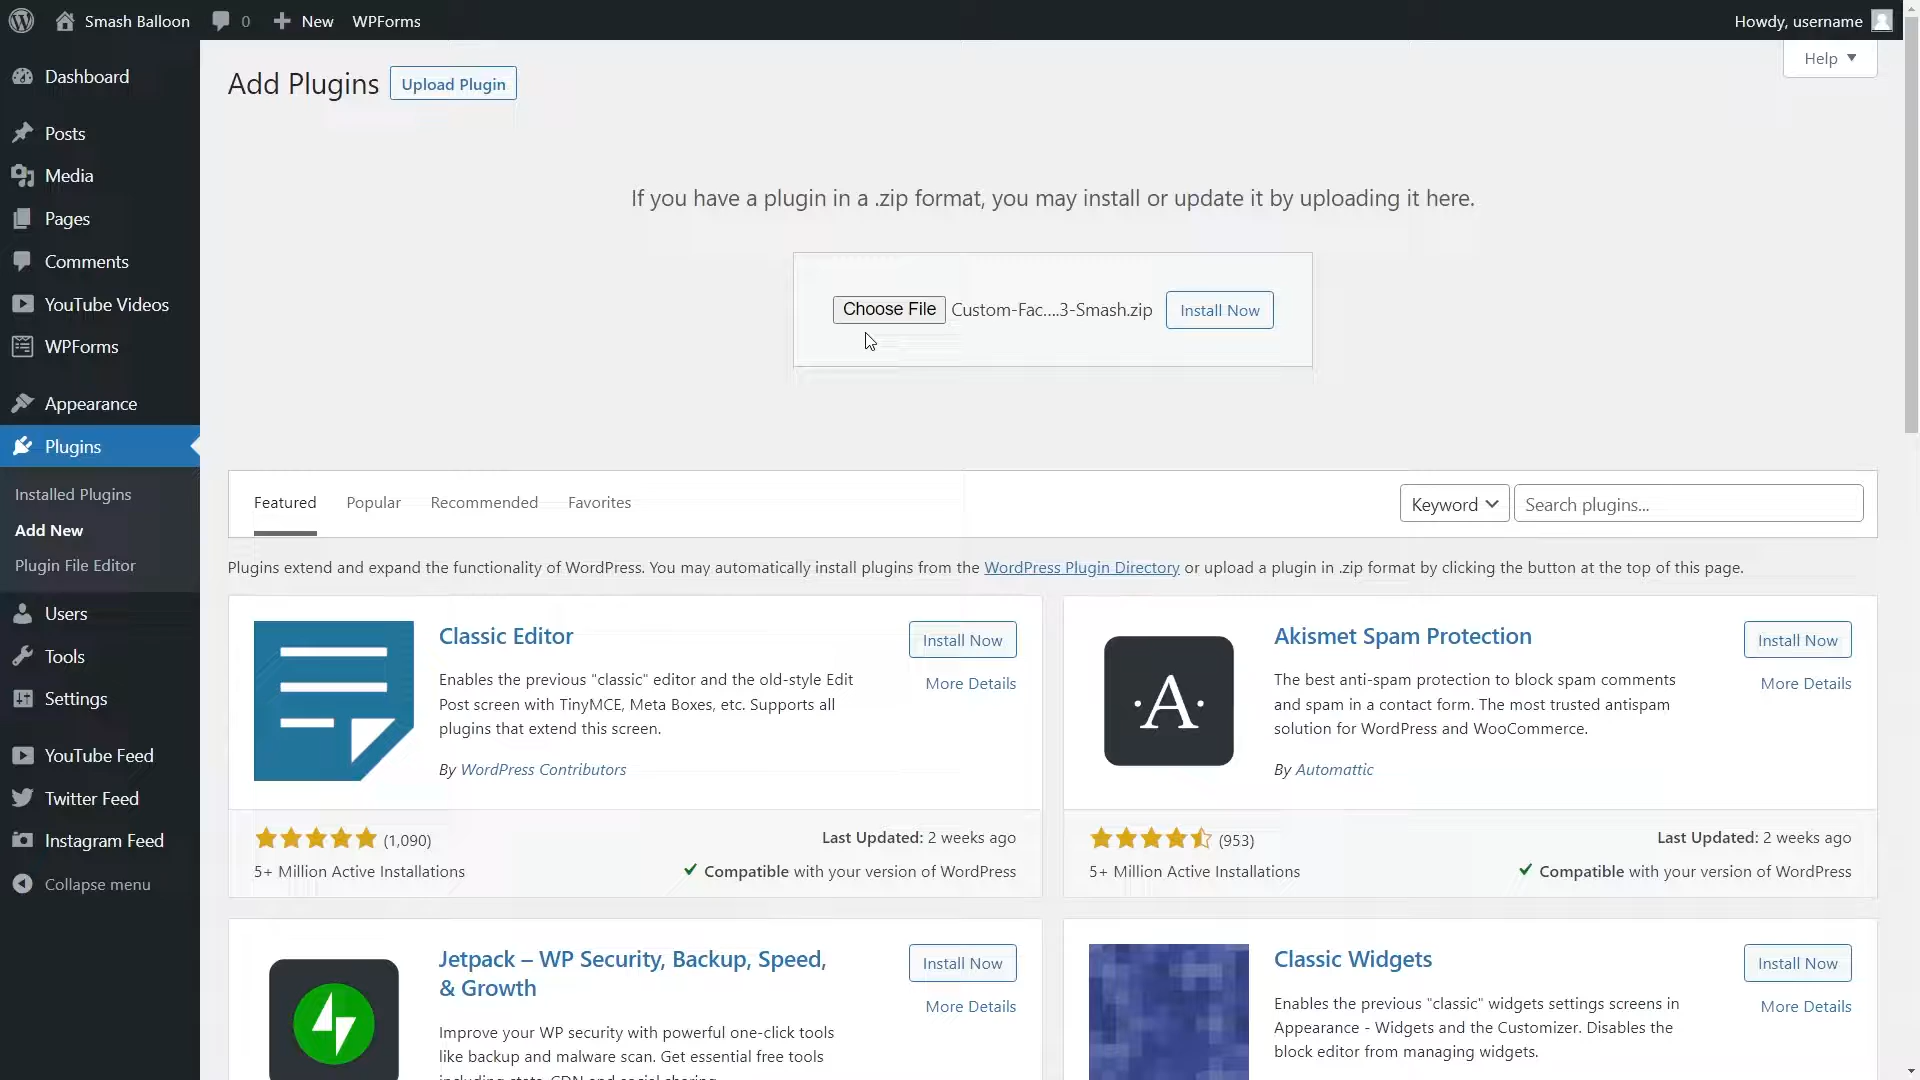 Smash Balloon
0
New
WPForms
Howdy, username
Help
Dashboard
Posts
Media
Pages
Comments
YouTube Videos
WPForms
Appearance
Plugins
Installed Plugins
Add New
Plugin File Editor
Users
Tools
Settings
YouTube Feed
Twitter Feed
Instagram Feed
Collapse menu
Add Plugins
Upload Plugin
If you have a plugin in a .zip format, you may install or update it by uploading it here.
Choose File Custom-Fac....3-Smash.zip
Install Now
Featured
Popular
Recommended
Favorites
Keyword
Search plugins...
Plugins extend and expand the functionality of WordPress. You may automatically install plugins from the WordPress Plugin Directory or upload a plugin in .zip format by clicking the button at the top of this page.
Classic Editor
Install Now
More Details
Enables the previous "classic" editor and the old-style Edit
Post screen with TinyMCE, Meta Boxes, etc. Supports all
plugins that extend this screen.
By WordPress Contributors
(1,090)
5+ Million Active Installations
Last Updated: 2 weeks ago
Compatible with your version of WordPress
·A·
Akismet Spam Protection
Install Now
More Details
The best anti-spam protection to block spam comments
and spam in a contact form. The most trusted antispam
solution for WordPress and WooCommerce.
By Automattic
(953)
5+ Million Active Installations
Last Updated: 2 weeks ago
Compatible with your version of WordPress
Jetpack – WP Security, Backup, Speed,
& Growth
Install Now
More Details
Improve your WP security with powerful one-click tools
like backup and malware scan. Get essential free tools
Classic Widgets
Install Now
More Details
Enables the previous "classic" widgets settings screens in
Appearance - Widgets and the Customizer. Disables the
block editor from managing widgets.